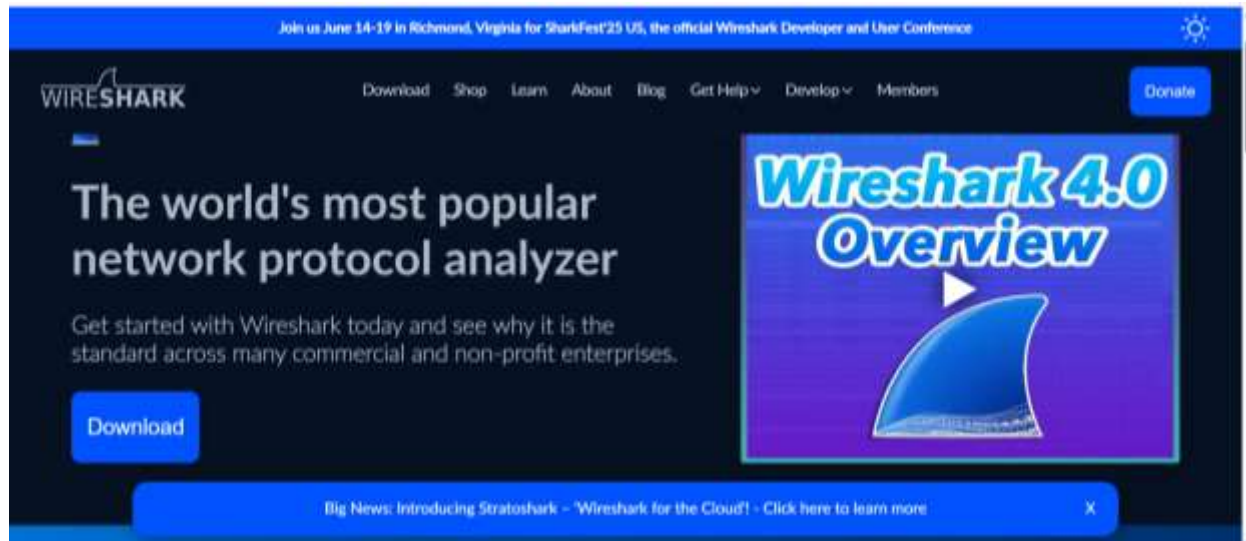 Join us June 14-19 in Richmond, Virginia for SharkFest'25 US, the official Wireshark Developer and User Conference
WIRESHARK
Download Shop Learn About Blog Get Help Develop Members
Donate
The world's most popular
network protocol analyzer
Get started with Wireshark today and see why it is the
standard across many commercial and non-profit enterprises.
Download
Wireshark 4.0
Overview
Big News: Introducing Stratoshark – 'Wireshark for the Cloud'! - Click here to learn more
X